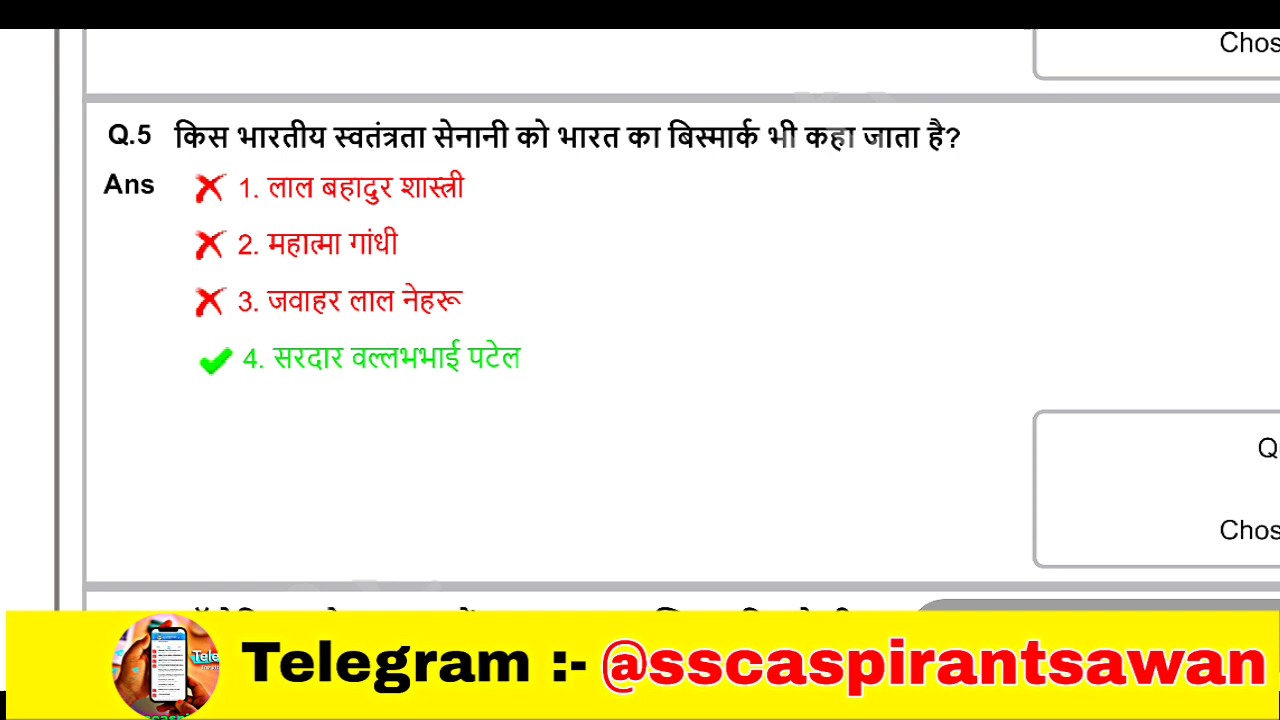 Chos
Q.5 किस भारतीय स्वतंत्रता सेनानी को भारत का बिस्मार्क भी कहा जाता है?
Ans 1. लाल बहादुर शास्त्री
2. महात्मा गांधी
3. जवाहर लाल नेहरू
4. सरदार वल्लभभाई पटेल
Chos
Telegram :- @sscaspirantsawan